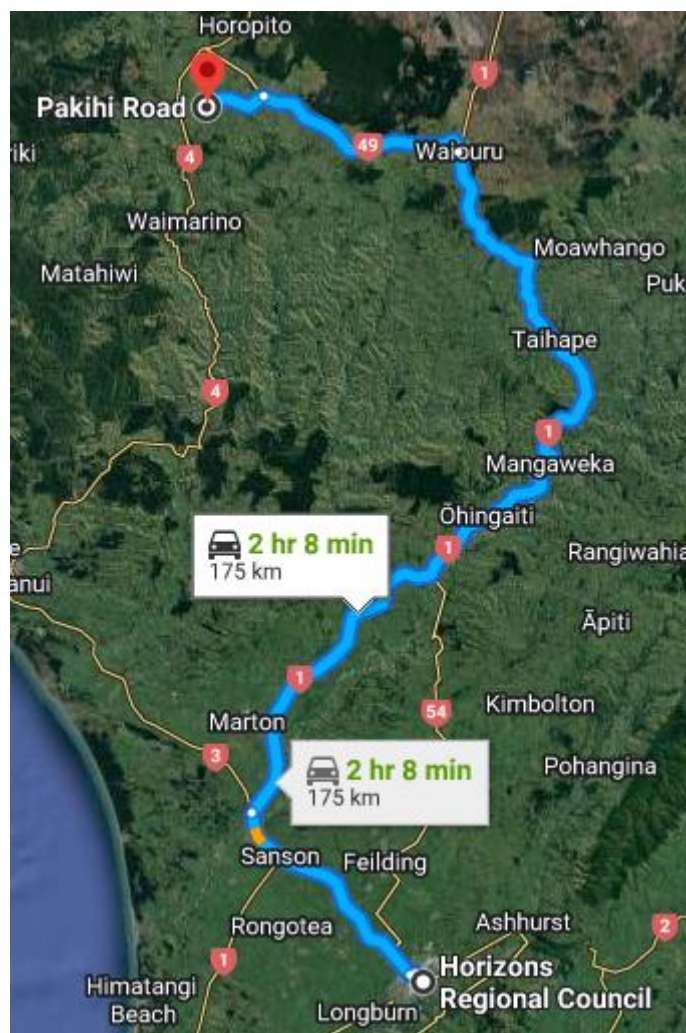 Horopito
1
Pakihi Road
49
Waiouru
iki
4
Waimarino
Moawhango
Matahiwi
Puk
Taihape
4
1
Mangaweka
Ōhingaiti
2 hr 8 min
175 km
1
Rangiwahia
e
anui
Āpiti
1
54
Kimbolton
Marton
3
2 hr 8 min
175 km
Pohangina
Sanson
Feilding
Rongotea
Ashhurst
2
1
Horizons
Regional Council
Himatangi
Beach
Longburn